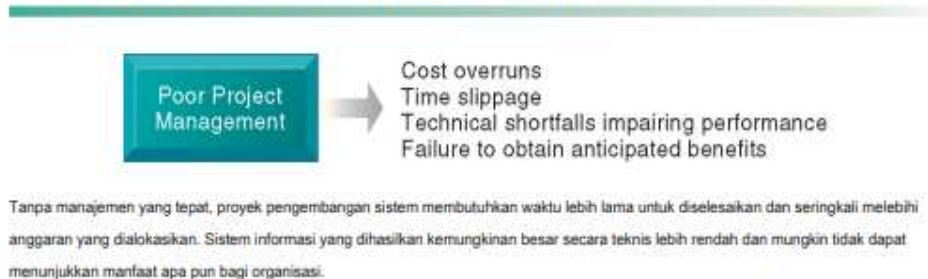 Poor Project
Management
Cost overruns
Time slippage
Technical shortfalls impairing performance
Failure to obtain anticipated benefits
Tanpa manajemen yang tepat, proyek pengembangan sistem membutuhkan waktu lebih lama untuk diselesaikan dan seringkali melebihi
anggaran yang dialokasikan. Sistem informasi yang dihasilkan kemungkinan besar secara teknis lebih rendah dan mungkin tidak dapat
menunjukkan manfaat apa pun bagi organisasi.